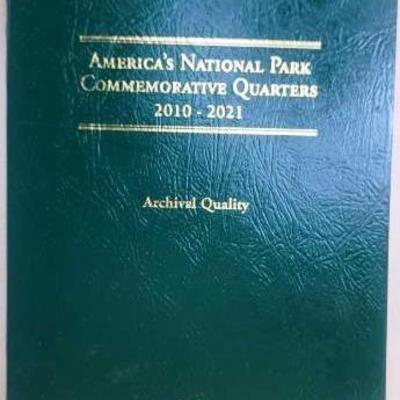 America's National Park
Commemorative Quarters
2010 - 2021
Archival Quality